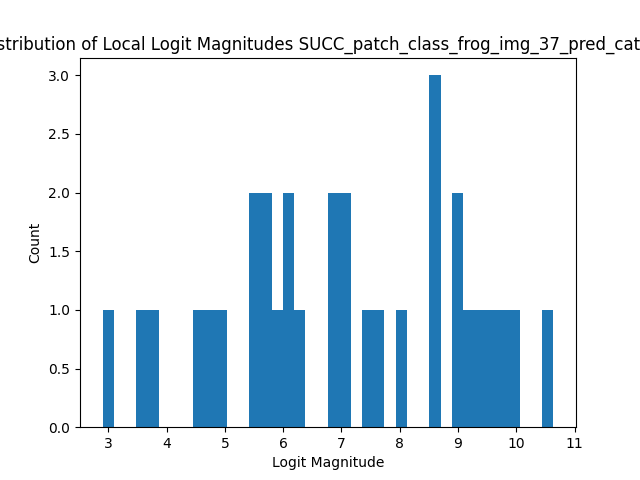 stribution of Local Logit Magnitudes SUCC_patch_class_frog_img_37_pred_cat
3.0
2.5
2.0
1.5
1.0
0.5
0.0
Count
3 4 5 6 7 8 9 10 11
Logit Magnitude